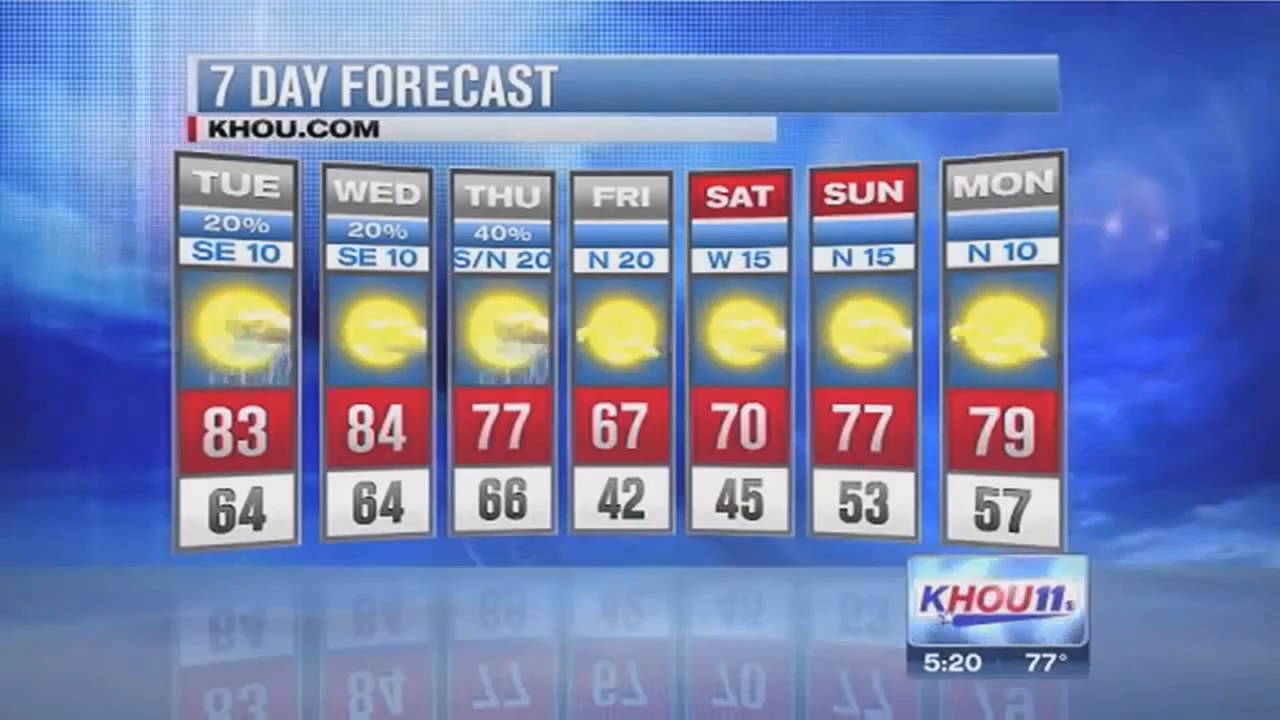 7 DAY FORECAST
KHOU.COM
TUE WED THU FRI SAT SUN MON
20% 20% 40%
SE 10 SE 10 S/N 20 N 20 W 15 N 15 N 10
83 84 77 67 70 77 79
64 64 66 42 45 53 57
KHOU11
5:20 77°